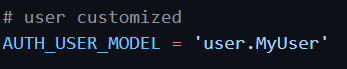 # user customized
AUTH_USER_MODEL = 'user.MyUser'